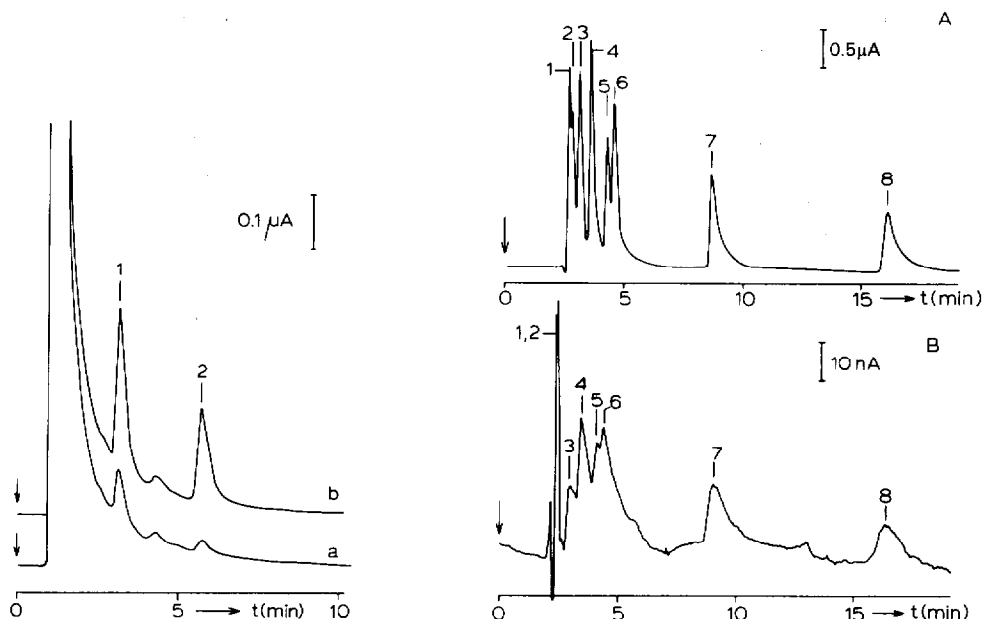 0.1 μA
1
2
b
a
0 5 → t(min) 10
A
0.5μA
1 2 3 4 5 6 7 8
0 5 10 15 → t(min)
B
10 nA
1,2 3 4 5 6 7 8
0 5 10 15 → t(min)